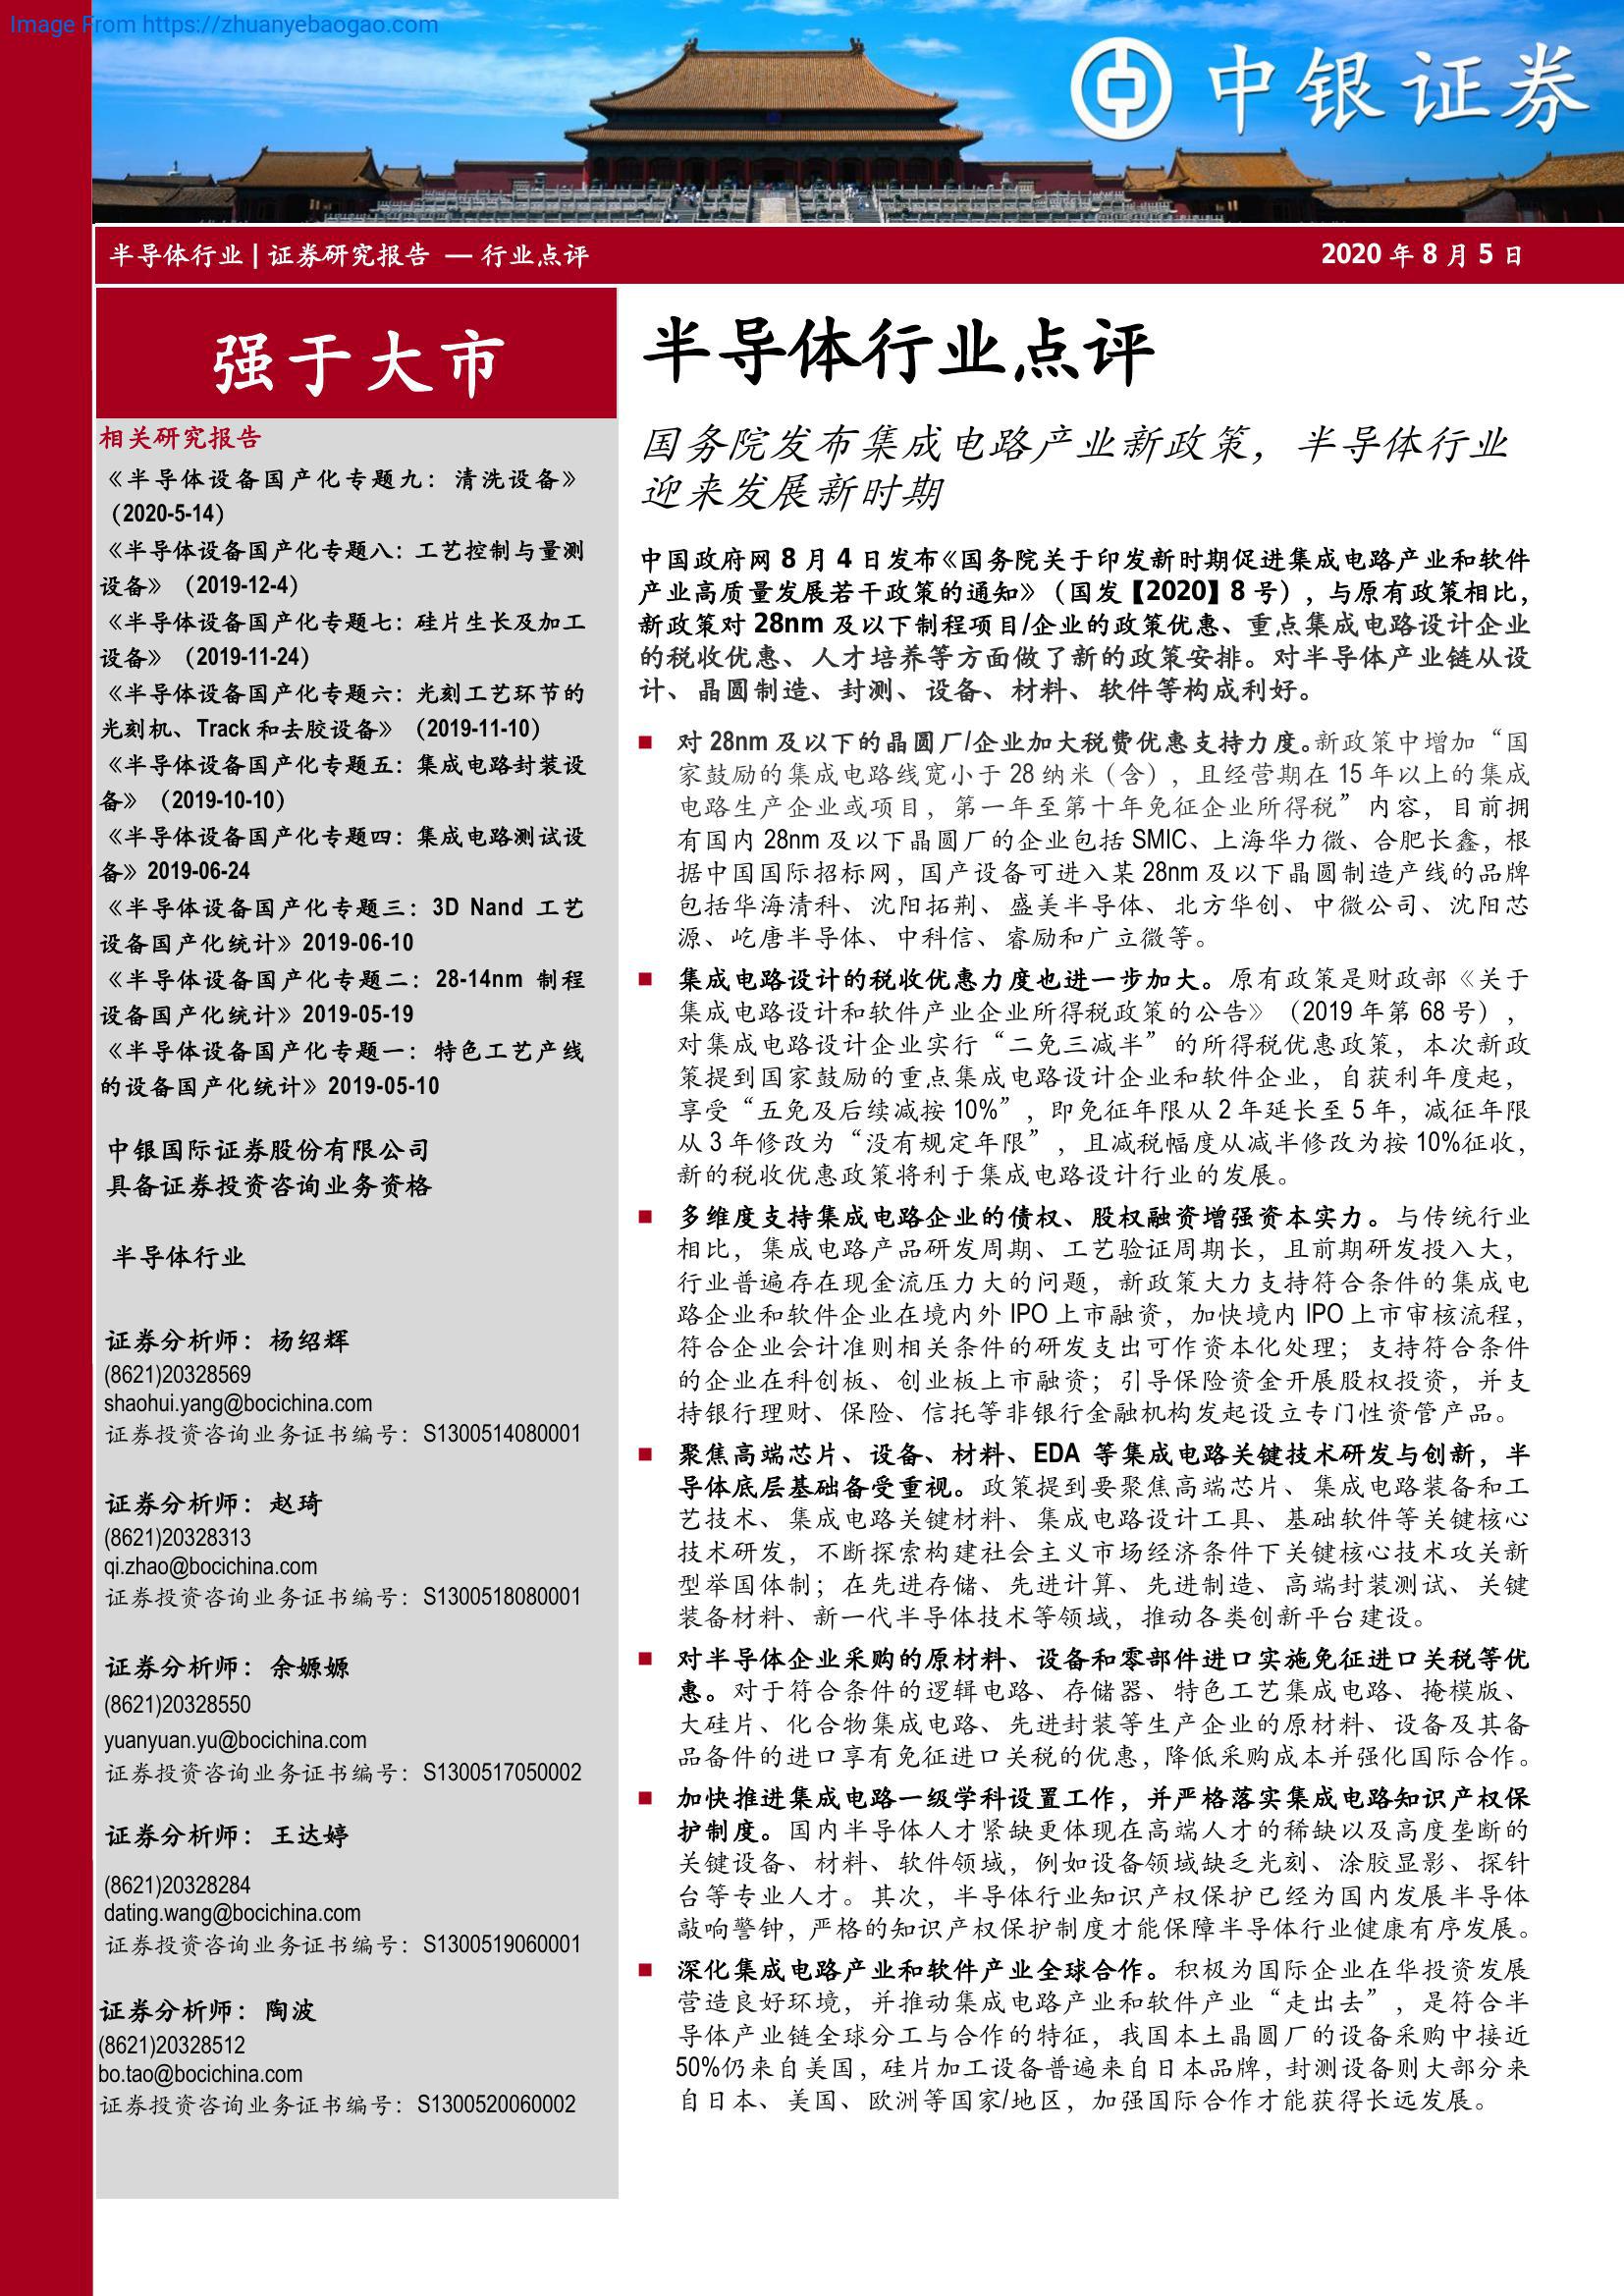 Image From https://zhuanyebaogao.com
中银证券
半导体行业 | 证券研究报告 — 行业点评
2020 年 8 月 5 日
强于大市
相关研究报告
《半导体设备国产化专题九：清洗设备》
（2020-5-14）
《半导体设备国产化专题八：工艺控制与量测
设备》（2019-12-4）
《半导体设备国产化专题七：硅片生长及加工
设备》（2019-11-24）
《半导体设备国产化专题六：光刻工艺环节的
光刻机、Track 和去胶设备》（2019-11-10）
《半导体设备国产化专题五：集成电路封装设
备》（2019-10-10）
《半导体设备国产化专题四：集成电路测试设
备》2019-06-24
《半导体设备国产化专题三：3D Nand 工艺
设备国产化统计》2019-06-10
《半导体设备国产化专题二：28-14nm 制程
设备国产化统计》2019-05-19
《半导体设备国产化专题一：特色工艺产线
的设备国产化统计》2019-05-10
中银国际证券股份有限公司
具备证券投资咨询业务资格
半导体行业
证券分析师：杨绍辉
(8621)20328569
shaohui.yang@bocichina.com
证券投资咨询业务证书编号：S1300514080001
证券分析师：赵琦
(8621)20328313
qi.zhao@bocichina.com
证券投资咨询业务证书编号：S1300518080001
证券分析师：余嫄嫄
(8621)20328550
yuanyuan.yu@bocichina.com
证券投资咨询业务证书编号：S1300517050002
证券分析师：王达婷
(8621)20328284
dating.wang@bocichina.com
证券投资咨询业务证书编号：S1300519060001
证券分析师：陶波
(8621)20328512
bo.tao@bocichina.com
证券投资咨询业务证书编号：S1300520060002
半导体行业点评
国务院发布集成电路产业新政策，半导体行业
迎来发展新时期
中国政府网 8 月 4 日发布《国务院关于印发新时期促进集成电路产业和软件
产业高质量发展若干政策的通知》（国发【2020】8 号），与原有政策相比，
新政策对 28nm 及以下制程项目/企业的政策优惠、重点集成电路设计企业
的税收优惠、人才培养等方面做了新的政策安排。对半导体产业链从设
计、晶圆制造、封测、设备、材料、软件等构成利好。
■ 对 28nm 及以下的晶圆厂/企业加大税费优惠支持力度。新政策中增加“国
家鼓励的集成电路线宽小于 28 纳米（含），且经营期在 15 年以上的集成
电路生产企业或项目，第一年至第十年免征企业所得税”内容，目前拥
有国内 28nm 及以下晶圆厂的企业包括 SMIC、上海华力微、合肥长鑫，根
据中国国际招标网，国产设备可进入某 28nm 及以下晶圆制造产线的品牌
包括华海清科、沈阳拓荆、盛美半导体、北方华创、中微公司、沈阳芯
源、屹唐半导体、中科信、睿励和广立微等。
■ 集成电路设计的税收优惠力度也进一步加大。原有政策是财政部《关于
集成电路设计和软件产业企业所得税政策的公告》（2019 年第 68 号），
对集成电路设计企业实行“二免三减半”的所得税优惠政策，本次新政
策提到国家鼓励的重点集成电路设计企业和软件企业，自获利年度起，
享受“五免及后续减按 10%”，即免征年限从 2 年延长至 5 年，减征年限
从 3 年修改为“没有规定年限”，且减税幅度从减半修改为按 10%征收，
新的税收优惠政策将利于集成电路设计行业的发展。
■ 多维度支持集成电路企业的债权、股权融资增强资本实力。与传统行业
相比，集成电路产品研发周期、工艺验证周期长，且前期研发投入大，
行业普遍存在现金流压力大的问题，新政策大力支持符合条件的集成电
路企业和软件企业在境内外 IPO 上市融资，加快境内 IPO 上市审核流程，
符合企业会计准则相关条件的研发支出可作资本化处理；支持符合条件
的企业在科创板、创业板上市融资；引导保险资金开展股权投资，并支
持银行理财、保险、信托等非银行金融机构发起设立专门性资管产品。
■ 聚焦高端芯片、设备、材料、EDA 等集成电路关键技术研发与创新，半
导体底层基础备受重视。政策提到要聚焦高端芯片、集成电路装备和工
艺技术、集成电路关键材料、集成电路设计工具、基础软件等关键核心
技术研发，不断探索构建社会主义市场经济条件下关键核心技术攻关新
型举国体制；在先进存储、先进计算、先进制造、高端封装测试、关键
装备材料、新一代半导体技术等领域，推动各类创新平台建设。
■ 对半导体企业采购的原材料、设备和零部件进口实施免征进口关税等优
惠。对于符合条件的逻辑电路、存储器、特色工艺集成电路、掩模版、
大硅片、化合物集成电路、先进封装等生产企业的原材料、设备及其备
品备件的进口享有免征进口关税的优惠，降低采购成本并强化国际合作。
■ 加快推进集成电路一级学科设置工作，并严格落实集成电路知识产权保
护制度。国内半导体人才紧缺更体现在高端人才的稀缺以及高度垄断的
关键设备、材料、软件领域，例如设备领域缺乏光刻、涂胶显影、探针
台等专业人才。其次，半导体行业知识产权保护已经为国内发展半导体
敲响警钟，严格的知识产权保护制度才能保障半导体行业健康有序发展。
■ 深化集成电路产业和软件产业全球合作。积极为国际企业在华投资发展
营造良好环境，并推动集成电路产业和软件产业“走出去”，是符合半
导体产业链全球分工与合作的特征，我国本土晶圆厂的设备采购中接近
50%仍来自美国，硅片加工设备普遍来自日本品牌，封测设备则大部分来
自日本、美国、欧洲等国家/地区，加强国际合作才能获得长远发展。